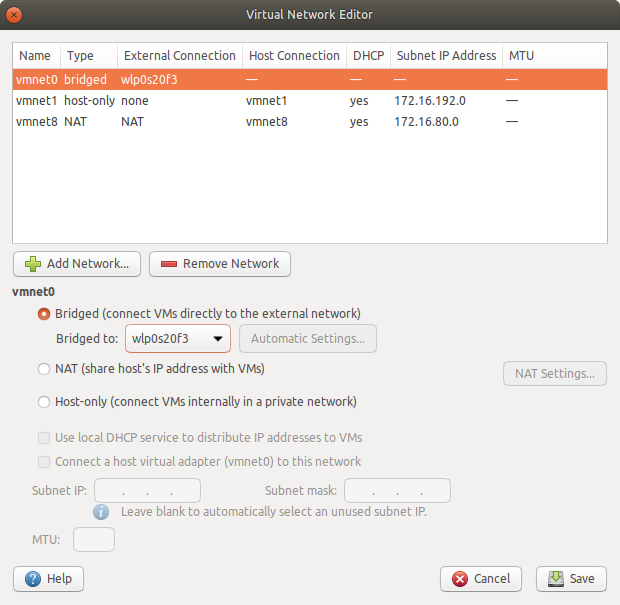 Virtual Network Editor
Name Type External Connection Host Connection DHCP Subnet IP Address MTU
vmnet0 bridged wlp0s20f3 — — — —
vmnet1 host-only none vmnet1 yes 172.16.192.0 —
vmnet8 NAT NAT vmnet8 yes 172.16.80.0 —
Add Network... Remove Network
vmnet0
Bridged (connect VMs directly to the external network)
Bridged to: wlp0s20f3 Automatic Settings...
NAT (share host's IP address with VMs) NAT Settings...
Host-only (connect VMs internally in a private network)
Use local DHCP service to distribute IP addresses to VMs
Connect a host virtual adapter (vmnet0) to this network
Subnet IP: . . . Subnet mask: . . .
Leave blank to automatically select an unused subnet IP.
MTU:
Help Cancel Save